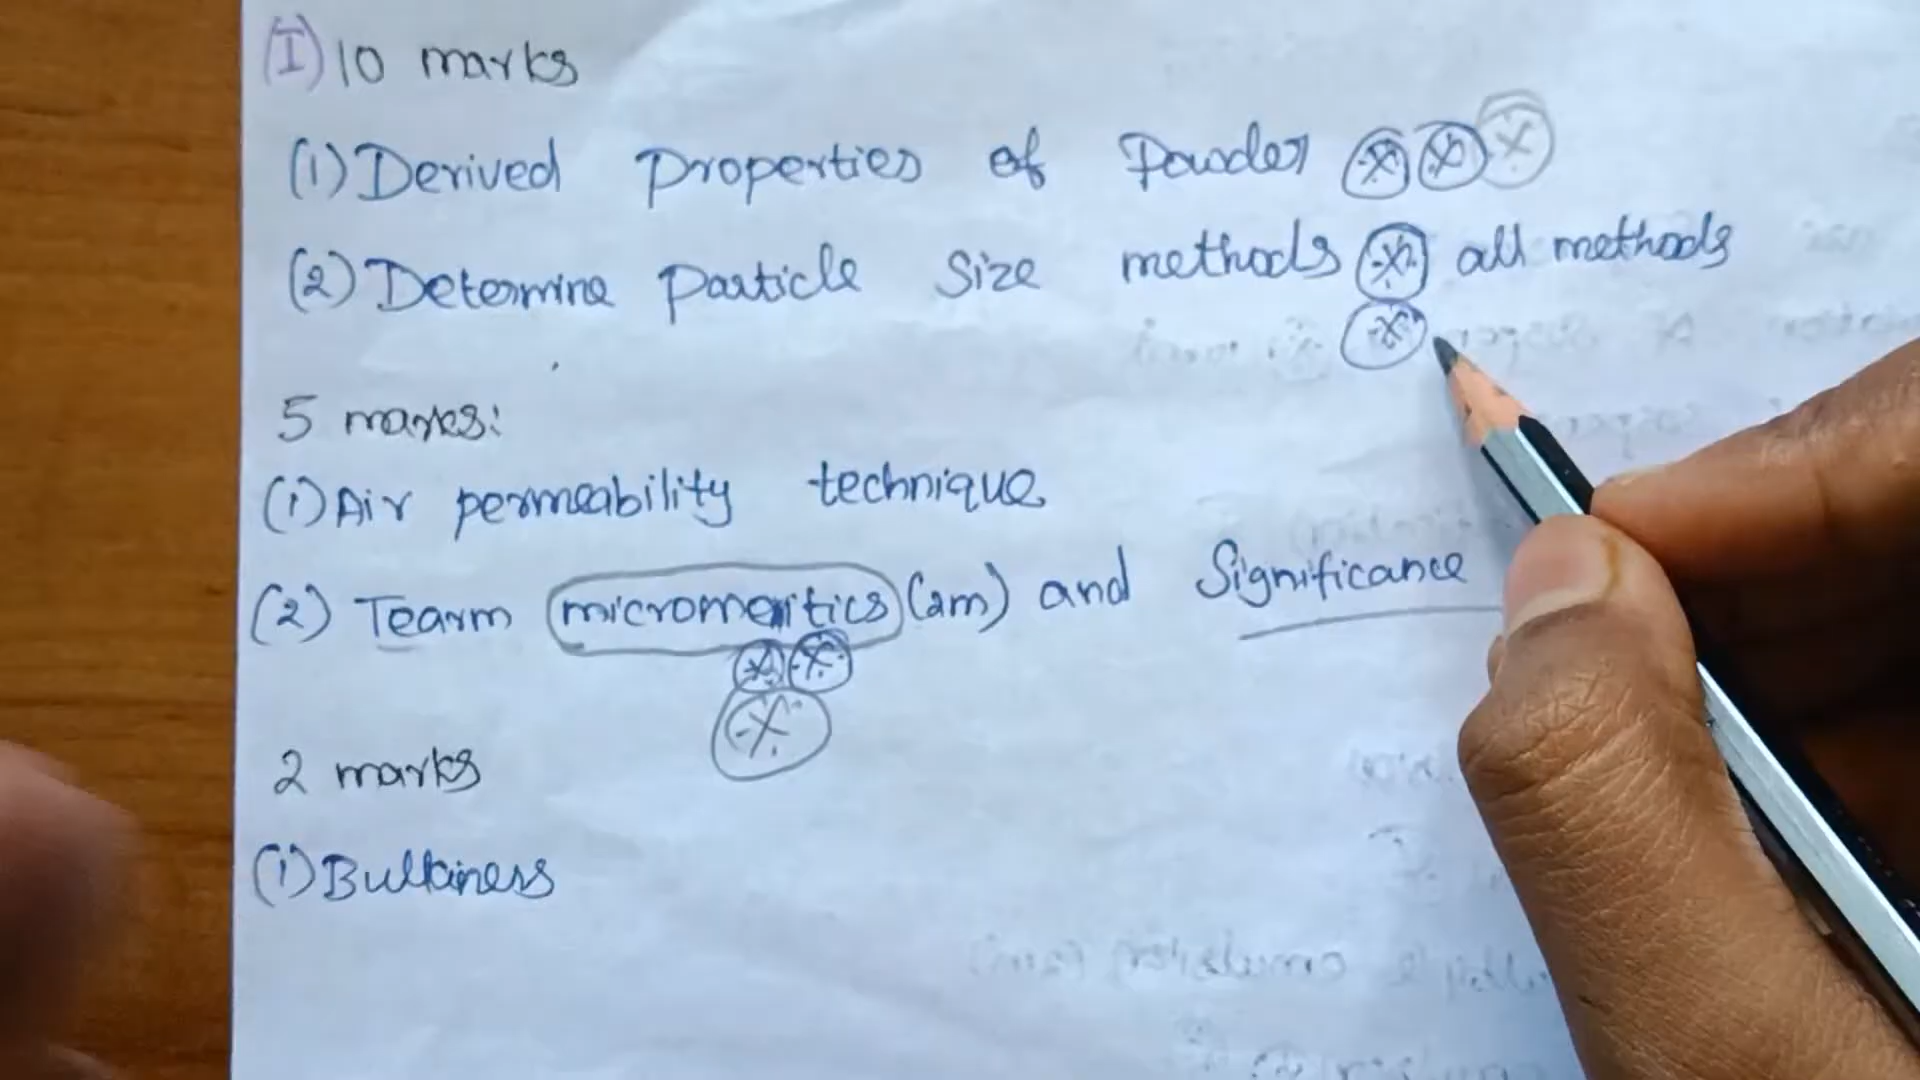 (I) 10 marks
(1) Derived properties of Powder
(2) Determine particle Size methods all methods
5 marks:
(1) Air permeability technique
(2) Tearm micromeritics (2m) and Significance
2 marks
(1) Bulkiness